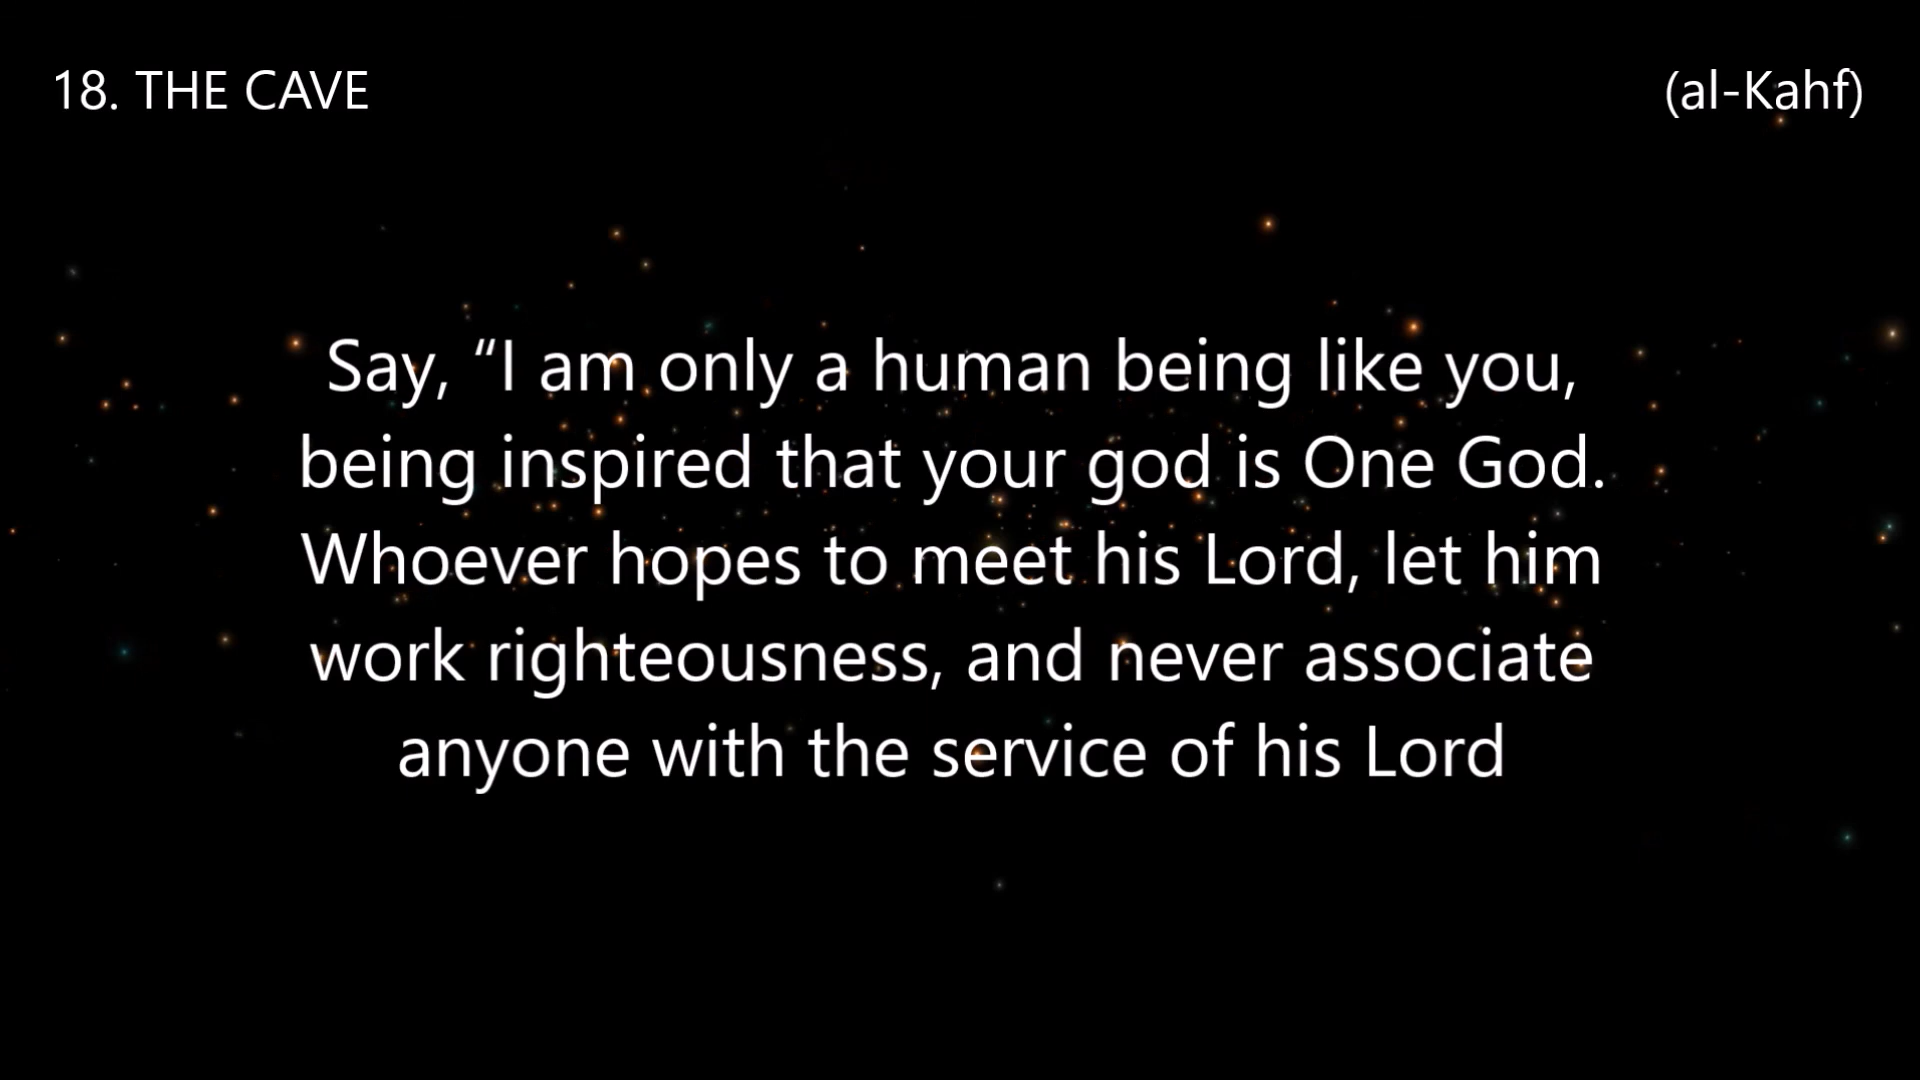 18. THE CAVE
(al-Kahf)
Say, “I am only a human being like you,
being inspired that your god is One God.
Whoever hopes to meet his Lord, let him
work righteousness, and never associate
anyone with the service of his Lord